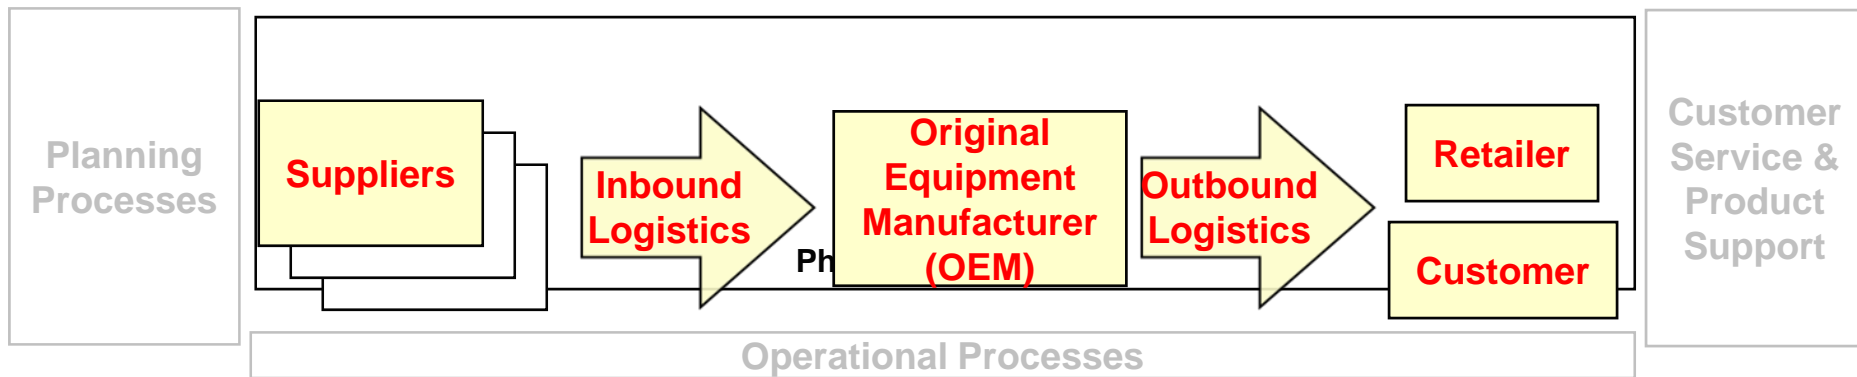 Planning
Processes
Suppliers
Inbound
Logistics
Original
Equipment
Manufacturer
(OEM)
Outbound
Logistics
Retailer
Customer
Customer
Service &
Product
Support
Operational Processes